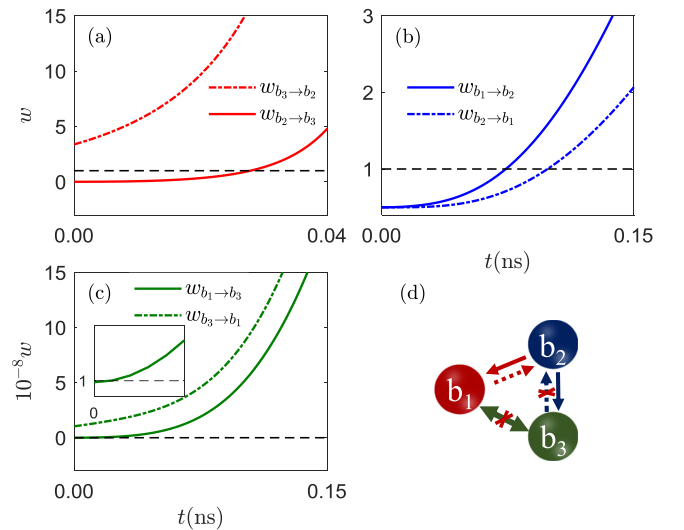 15
10
5
0
w
(a)
w_{b_3→b_2}
w_{b_2→b_3}
0.00
0.04
3
2
1
(b)
w_{b_1→b_2}
w_{b_2→b_1}
0.00
0.15
t(ns)
15
10
5
0
10^{-8}w
(c)
w_{b_1→b_3}
w_{b_3→b_1}
1
0
0.00
0.15
t(ns)
(d)
b_2
b_1
b_3